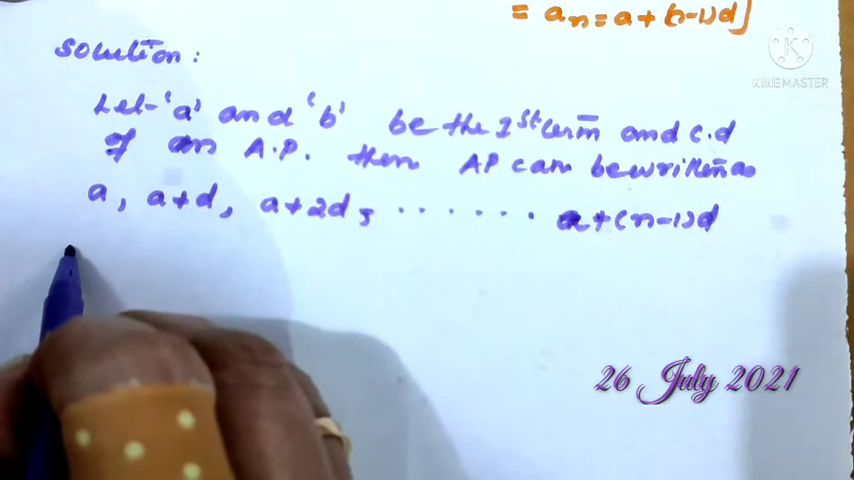 = an = a + (n-1)d]
KINEMASTER
Solution:
Let 'a' and 'b' be the 1st term and c.d
of an A.P. then AP can be written as
a, a+d, a+2d, ....... a+(n-1)d
26 July 2021